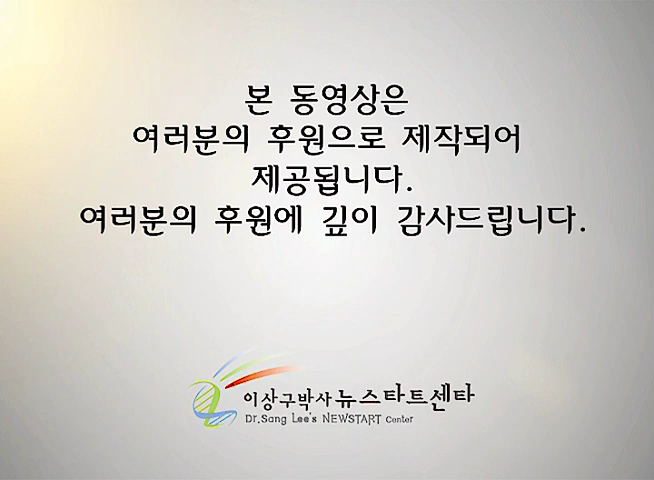 본 동영상은
여러분의 후원으로 제작되어
제공됩니다.
여러분의 후원에 깊이 감사드립니다.
이상구박사 뉴스타트센타
Dr.Sang Lee's NEWSTART Center